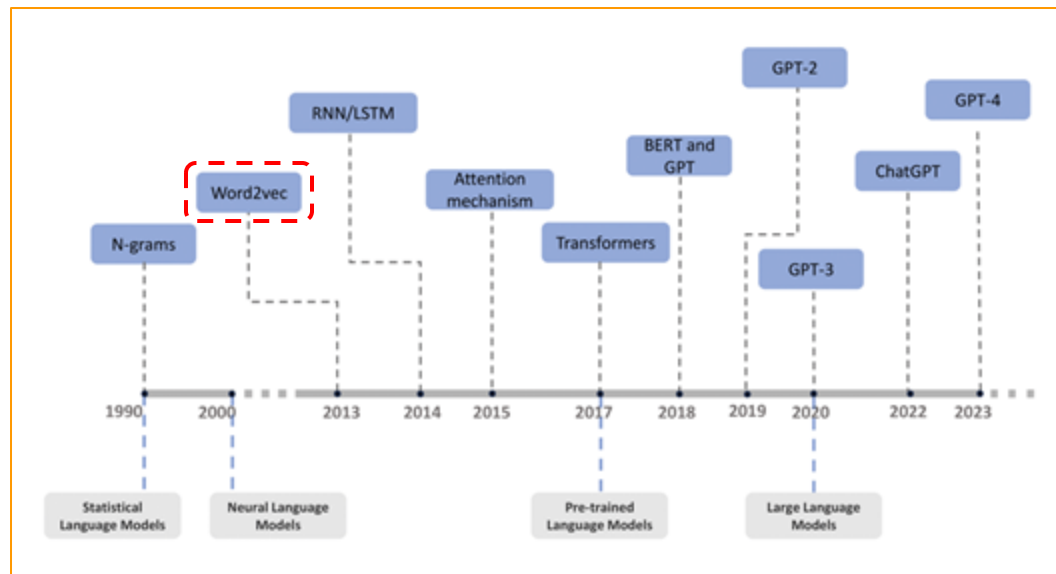 GPT-2
GPT-4
RNN/LSTM
BERT and
GPT
ChatGPT
Attention
mechanism
Word2vec
N-grams
Transformers
GPT-3
1990
2000
2013
2014
2015
2017
2018
2019
2020
2022
2023
Statistical
Language Models
Neural Language
Models
Pre-trained
Language Models
Large Language
Models